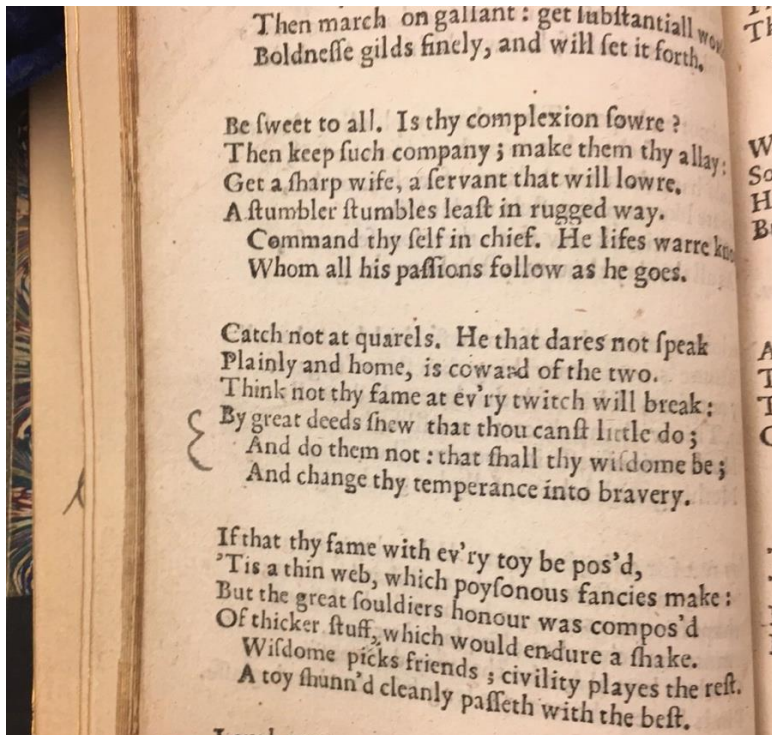 Then march on gallant: get ſubſtantiall
Boldneſſe gilds finely, and will ſet it forth.
Be ſweet to all. Is thy complexion ſowre?
Then keep ſuch company; make them thy allay:
Get a ſharp wife, a ſervant that will lowre.
A ſtumbler ſtumbles leaſt in rugged way.
Command thy ſelf in chief. He lifes warre
Whom all his paſſions follow as he goes.
Catch not at quarels. He that dares not ſpeak
Plainly and home, is coward of the two.
Think not thy fame at ev'ry twitch will break:
By great deeds ſhew that thou canſt little do;
And do them not: that ſhall thy wiſdome be;
And change thy temperance into bravery.
If that thy fame with ev'ry toy be pos'd,
'Tis a thin web, which poyſonous fancies make:
But the great ſouldiers honour was compos'd
Of thicker ſtuff, which would endure a ſhake.
Wiſdome picks friends; civility playes the reſt.
A toy ſhunn'd cleanly paſſeth with the beſt.